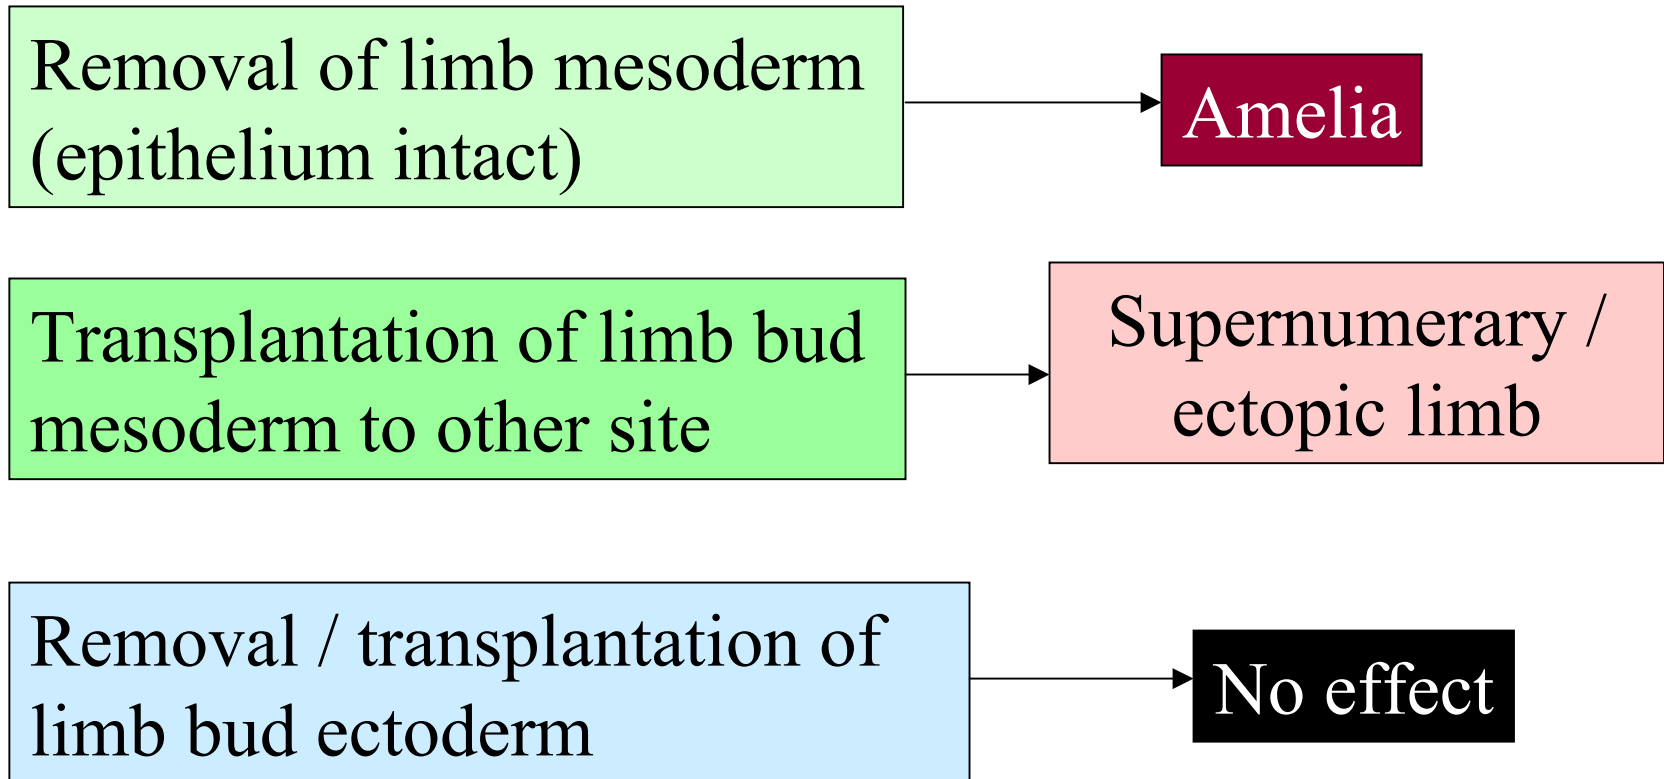 Removal of limb mesoderm
(epithelium intact)
Amelia
Transplantation of limb bud
mesoderm to other site
Supernumerary /
ectopic limb
Removal / transplantation of
limb bud ectoderm
No effect